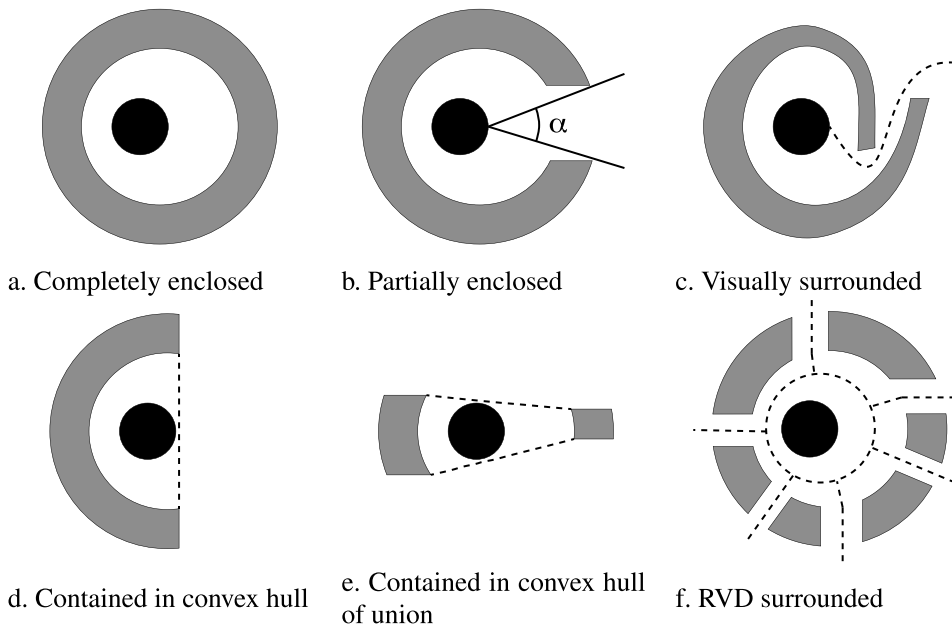 α
a. Completely enclosed
b. Partially enclosed
c. Visually surrounded
d. Contained in convex hull
e. Contained in convex hull
of union
f. RVD surrounded